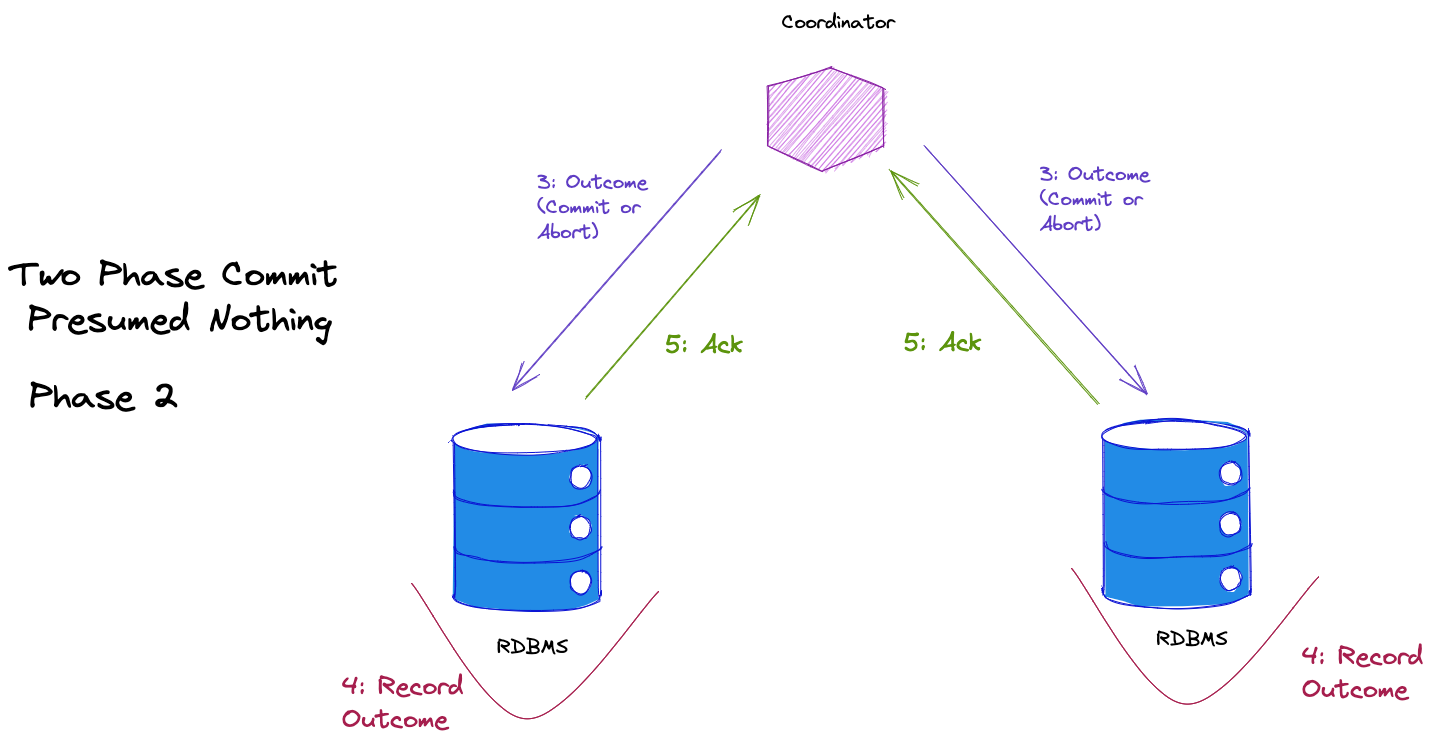 Coordinator
3: Outcome
(Commit or
Abort)
3: Outcome
(Commit or
Abort)
Two Phase Commit
Presumed Nothing
Phase 2
5: Ack
5: Ack
RDBMS
RDBMS
4: Record
Outcome
4: Record
Outcome